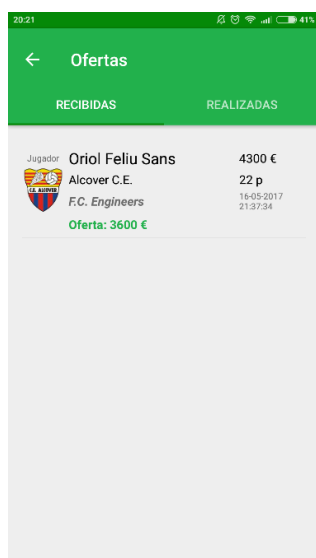 20:21 41%
Ofertas
RECIBIDAS REALIZADAS
Jugador Oriol Feliu Sans 4300 €
C.E. ALCOVER
Alcover C.E. 22 p
F.C. Engineers 16-05-2017
21:37:34
Oferta: 3600 €